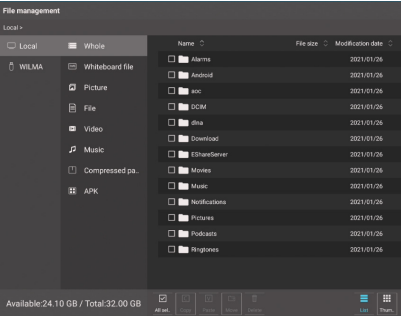 File management
Local >
Local
WILMA
Whole
Whiteboard file
Picture
File
Video
Music
Compressed pa..
APK
Name File size Modification date
Alarms 2021/01/26
Android 2021/01/26
aoc 2021/01/26
DCIM 2021/01/26
dlna 2021/01/26
Download 2021/01/26
EShareServer 2021/01/26
Movies 2021/01/26
Music 2021/01/26
Notifications 2021/01/26
Pictures 2021/01/26
Podcasts 2021/01/26
Ringtones 2021/01/26
Available:24.10 GB / Total:32.00 GB
All sel. Copy Paste Move Delete List Thum.